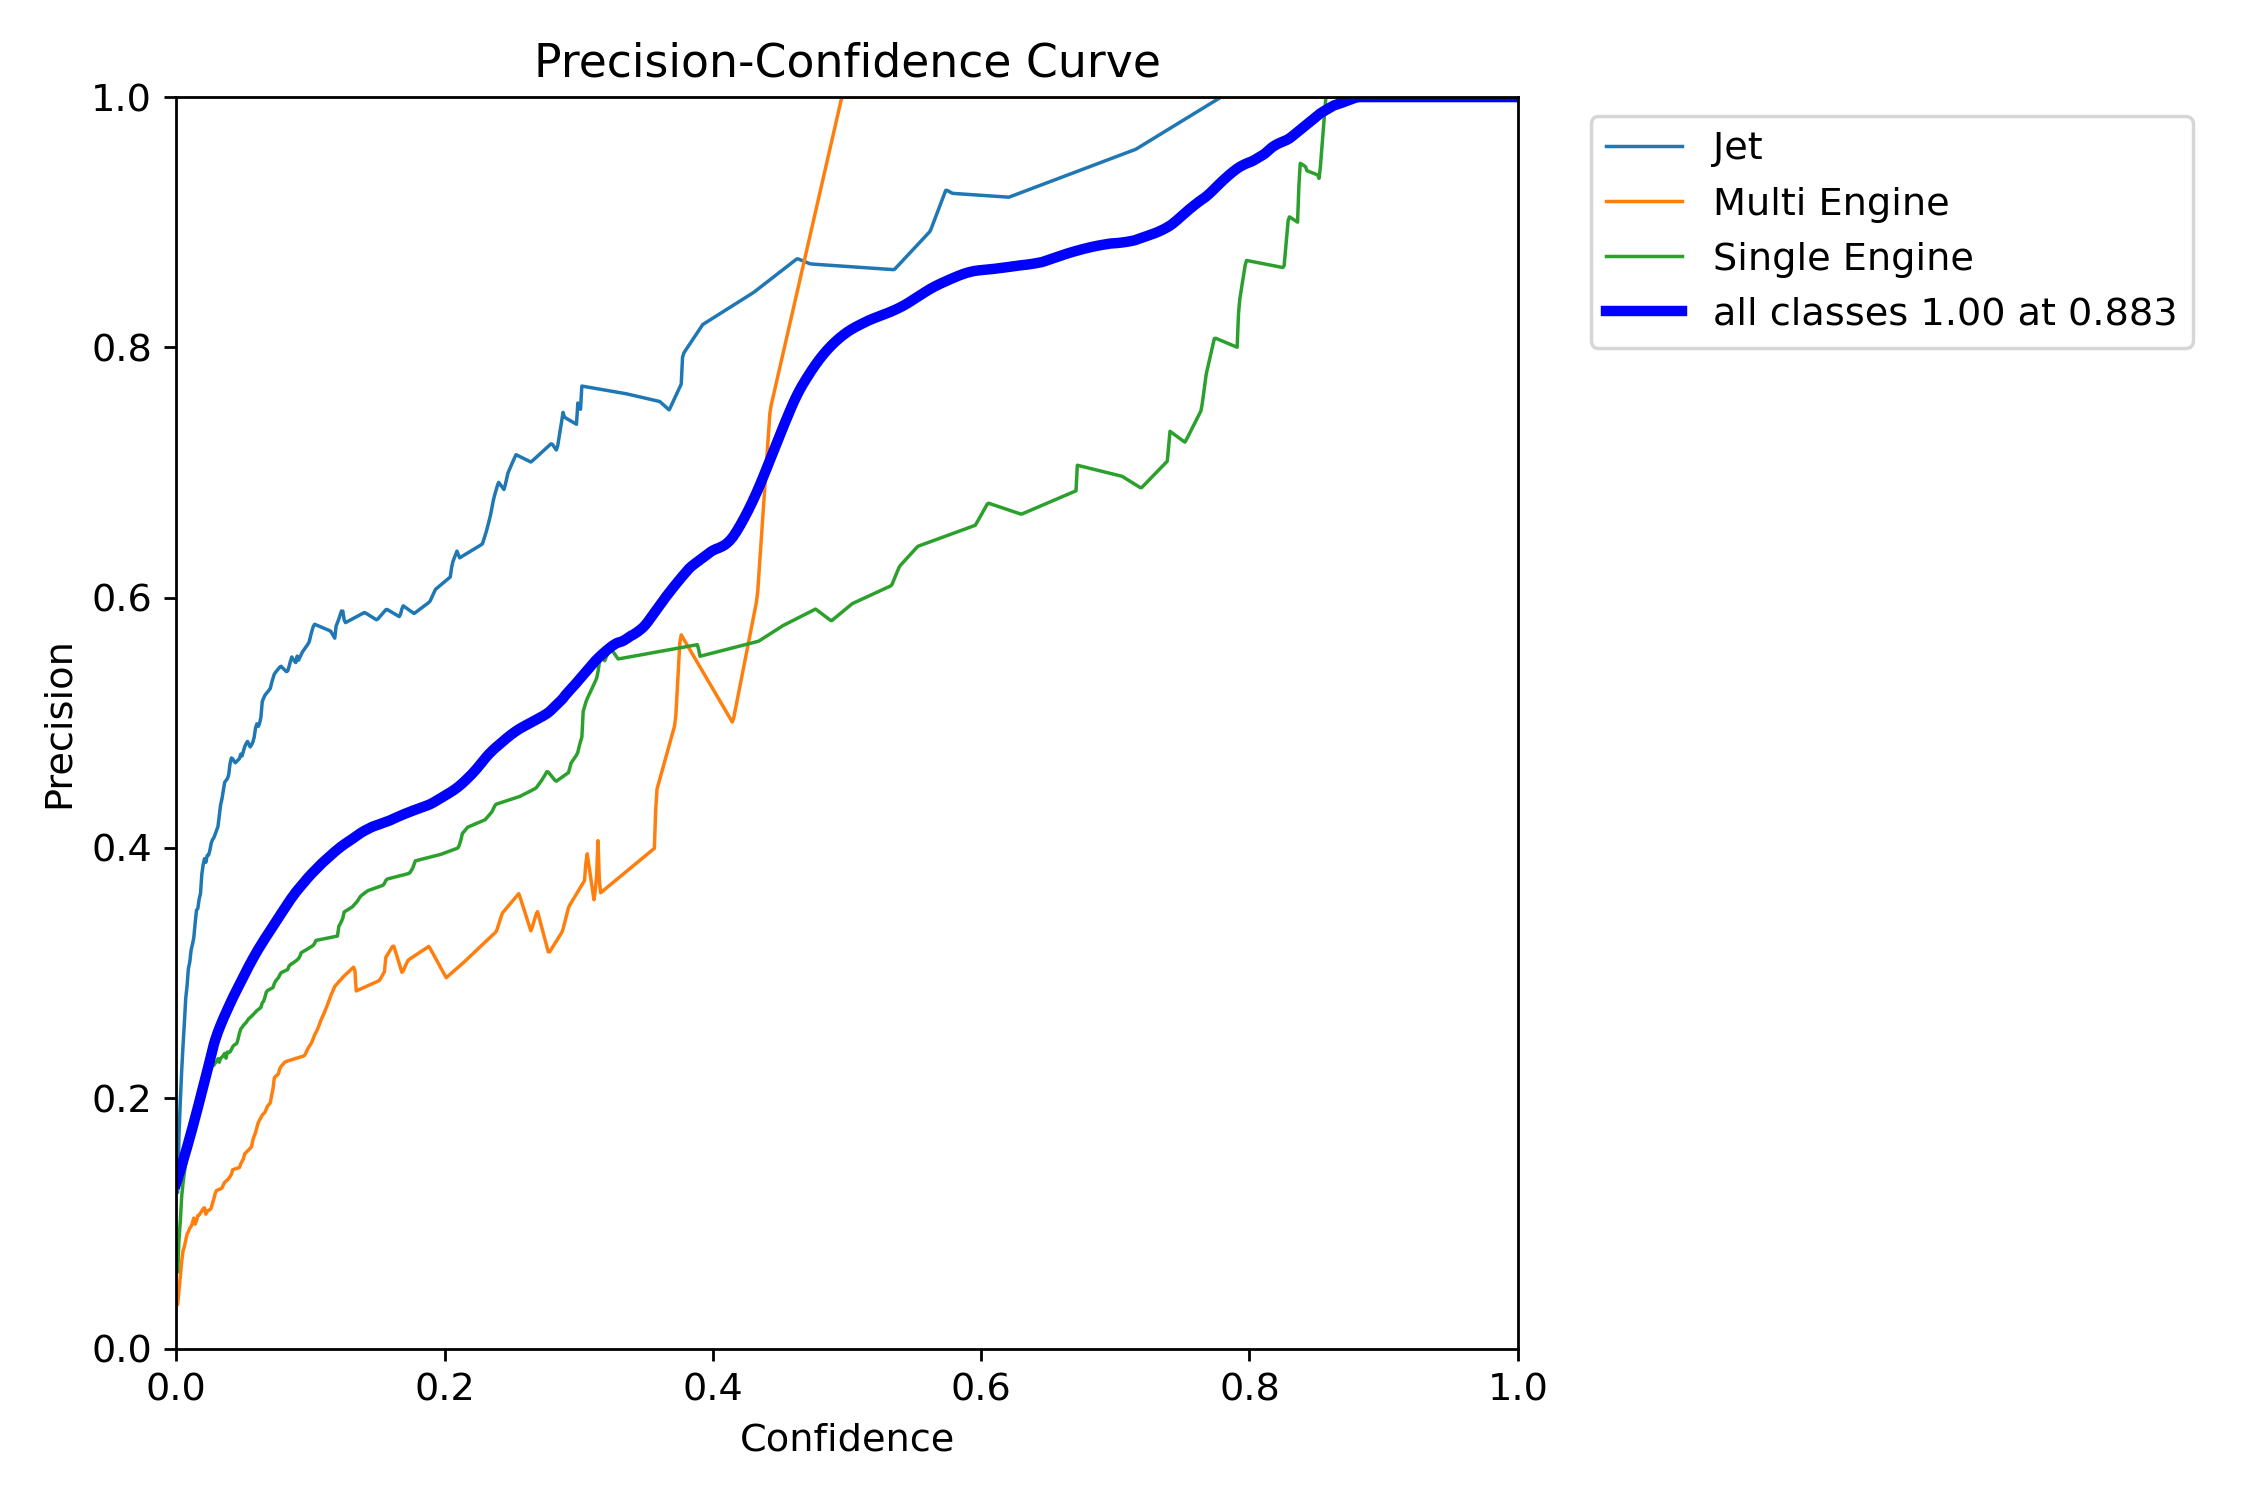 Precision-Confidence Curve
1.0
0.8
0.6
0.4
0.2
0.0
Precision
0.0 0.2 0.4 0.6 0.8 1.0
Confidence
Jet
Multi Engine
Single Engine
all classes 1.00 at 0.883